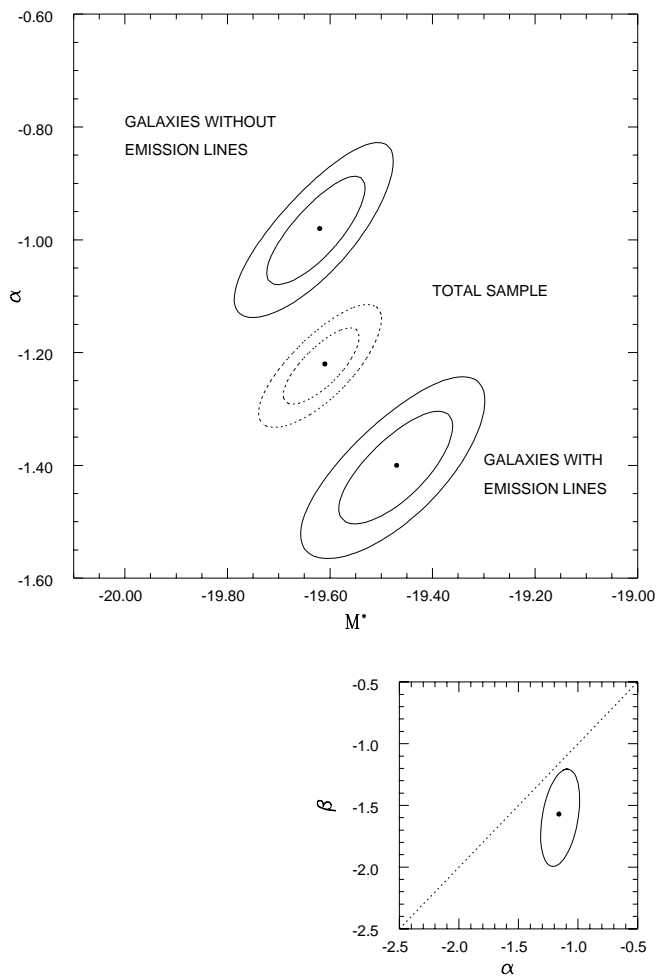 -0.60
-0.80
-1.00
-1.20
-1.40
-1.60
α
GALAXIES WITHOUT
EMISSION LINES
TOTAL SAMPLE
GALAXIES WITH
EMISSION LINES
-20.00 -19.80 -19.60 -19.40 -19.20 -19.00
M*
-0.5
-1.0
-1.5
-2.0
-2.5
β
-2.5 -2.0 -1.5 -1.0 -0.5
α